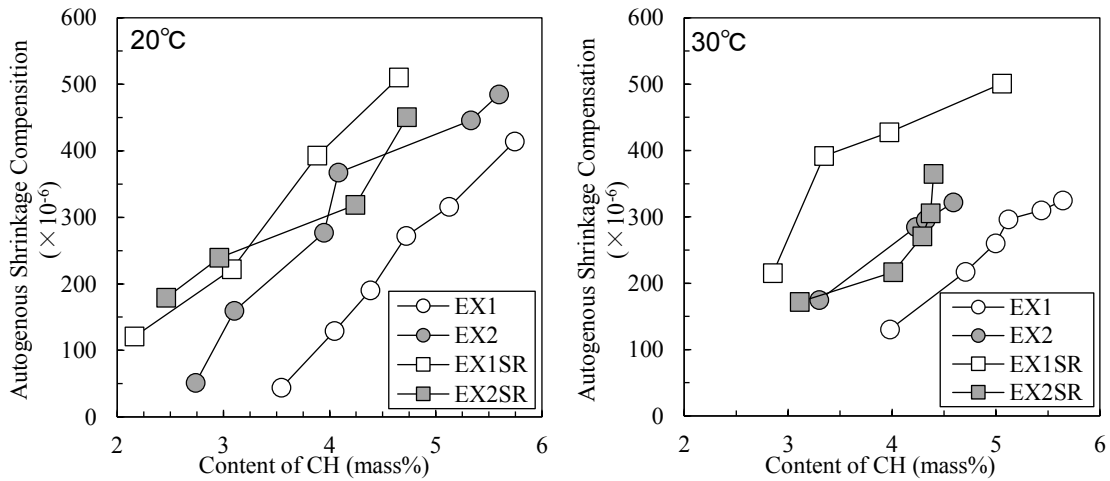 20℃
Autogenous Shrinkage Compensition
(×10-6)
600
500
400
300
200
100
0
2
3
4
5
6
Content of CH (mass%)
EX1
EX2
EX1SR
EX2SR
30℃
Autogenous Shrinkage Compensation
(×10-6)
600
500
400
300
200
100
0
2
3
4
5
6
Content of CH (mass%)
EX1
EX2
EX1SR
EX2SR